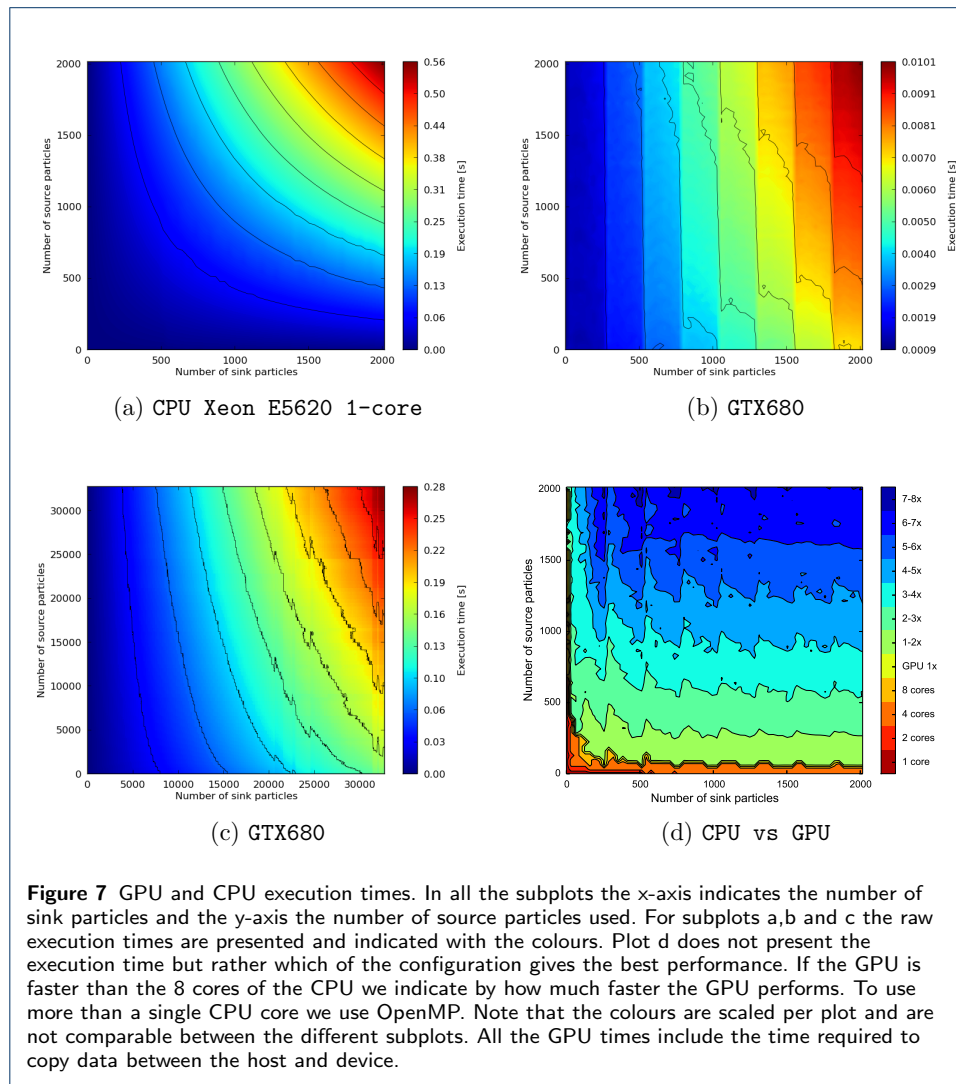 2000
1500
1000
500
0
Number of source particles
0 500 1000 1500 2000
Number of sink particles
0.56
0.50
0.44
0.38
0.31
0.25
0.18
0.12
0.06
0.00
Execution time [s]
(a) CPU Xeon E5620 1-core
2000
1500
1000
500
0
Number of source particles
0 500 1000 1500 2000
Number of sink particles
0.0101
0.0091
0.0081
0.0070
0.0060
0.0050
0.0040
0.0029
0.0019
0.0009
Execution time [s]
(b) GTX680
30000
25000
20000
15000
10000
5000
0
Number of source particles
0 5000 10000 15000 20000 25000 30000
Number of sink particles
0.28
0.25
0.22
0.19
0.16
0.13
0.09
0.06
0.03
0.00
Execution time [s]
(c) GTX680
2000
1500
1000
500
0
Number of source particles
0 500 1000 1500 2000
Number of sink particles
7-8x
6-7x
5-6x
4-5x
3-4x
2-3x
1-2x
GPU 1x
8 cores
4 cores
2 cores
1 core
(d) CPU vs GPU
Figure 7 GPU and CPU execution times. In all the subplots the x-axis indicates the number of
sink particles and the y-axis the number of source particles used. For subplots a,b and c the raw
execution times are presented and indicated with the colours. Plot d does not present the
execution time but rather which of the configuration gives the best performance. If the GPU is
faster than the 8 cores of the CPU we indicate by how much faster the GPU performs. To use
more than a single CPU core we use OpenMP. Note that the colours are scaled per plot and are
not comparable between the different subplots. All the GPU times include the time required to
copy data between the host and device.